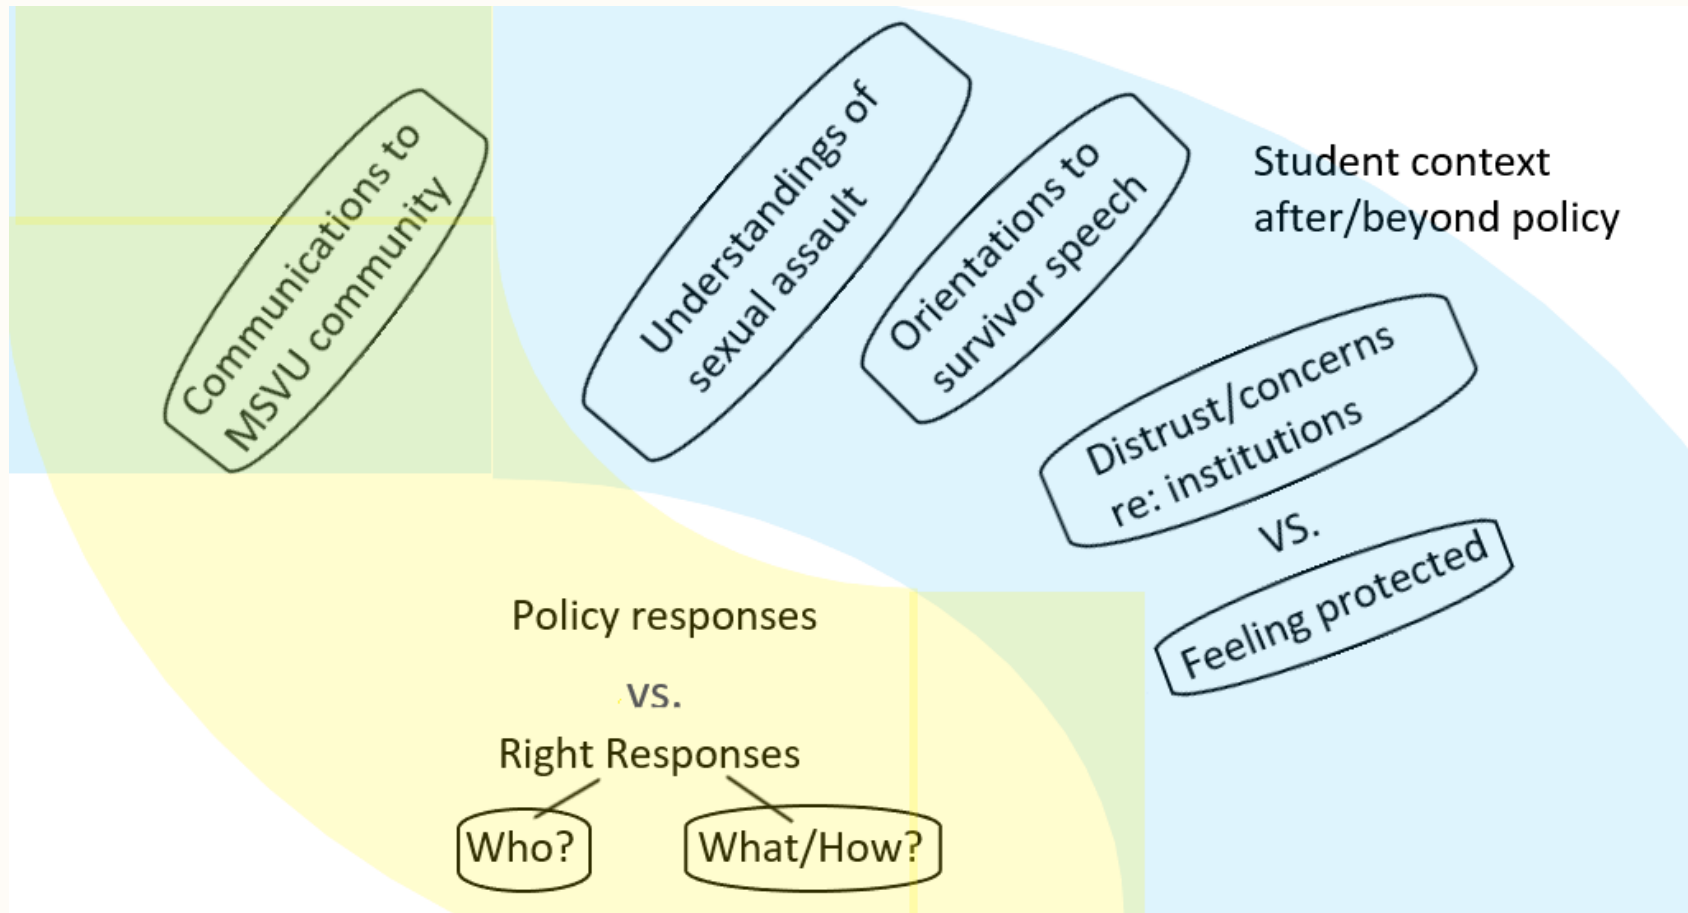 Communications to
MSVU community
Understandings of
sexual assault
Orientations to
survivor speech
Student context
after/beyond policy
Distrust/concerns
re: institutions
vs.
Feeling protected
Policy responses
vs.
Right Responses
Who?
What/How?